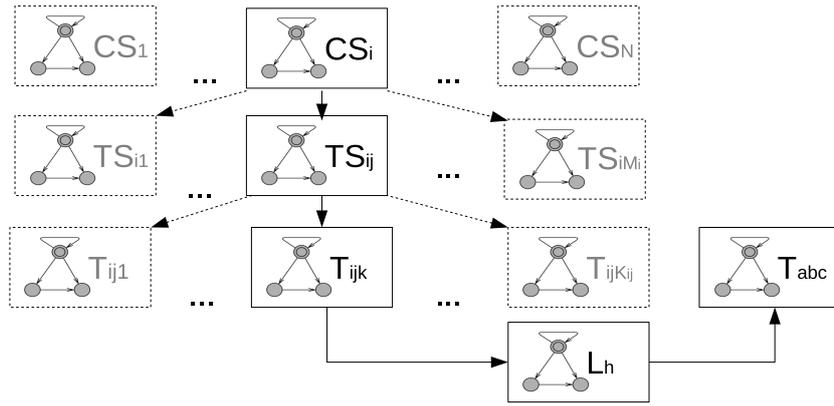 CS1 ... CSi ... CSN
TSi1 ... TSij ... TSiMi
Tij1 ... Tijk ... TijKij Tabc
Lh